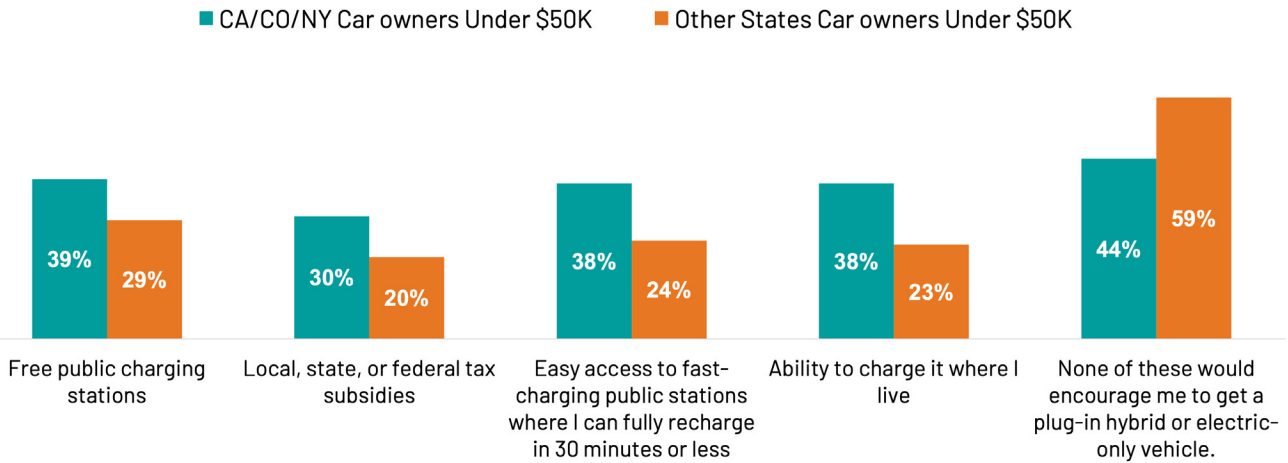 CA/CO/NY Car owners Under $50K
Other States Car owners Under $50K
39%
29%
30%
20%
38%
24%
38%
23%
44%
59%
Free public charging
stations
Local, state, or federal tax
subsidies
Easy access to fast-
charging public stations
where I can fully recharge
in 30 minutes or less
Ability to charge it where I
live
None of these would
encourage me to get a
plug-in hybrid or electric-
only vehicle.